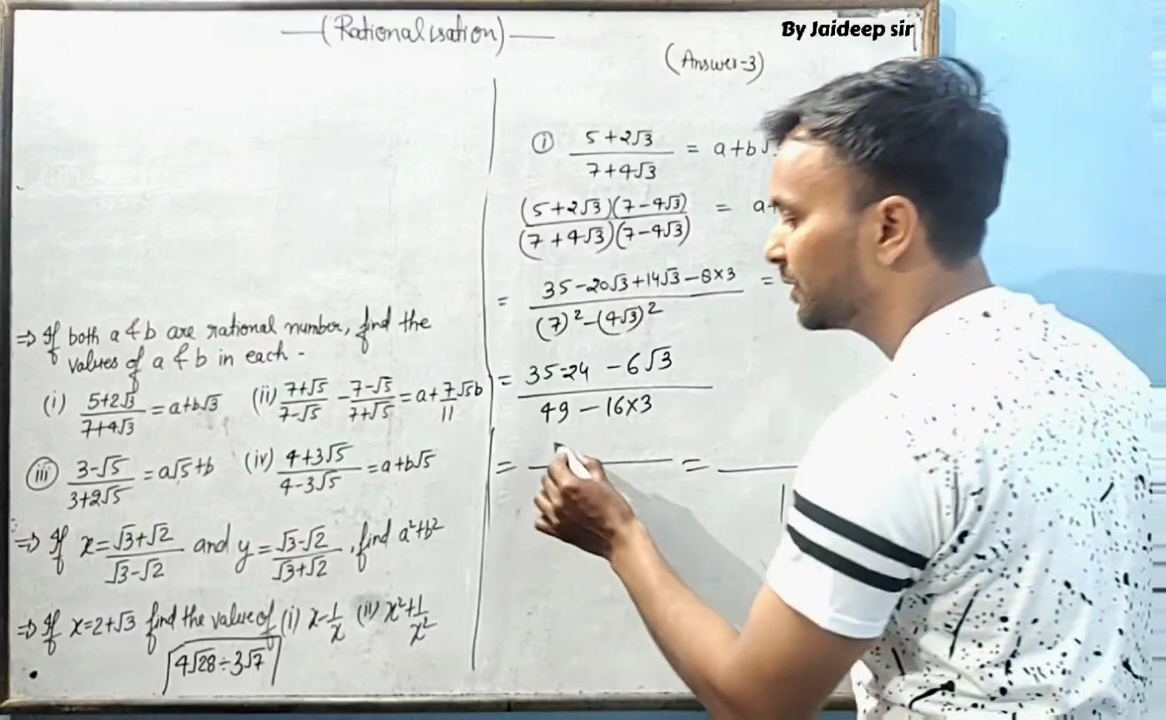 —(Rationalisation)—
By Jaideep sir
(Answer-3)
⇒ If both a & b are rational number, find the
values of a & b in each -
(i) (5+2√3)/(7+4√3) = a+b√3 (ii) (7+√5)/(7-√5) - (7-√5)/(7+√5) = a+7/11√5b
(iii) (3-√5)/(3+2√5) = a√5+b (iv) (4+3√5)/(4-3√5) = a+b√5
⇒ If x = (√3+√2)/(√3-√2) and y = (√3-√2)/(√3+√2), find a²+b²
⇒ If x=2+√3 find the value of (i) x-1/x (ii) x²+1/x²
4√28÷3√7
(i) (5+2√3)/(7+4√3) = a+b√
(5+2√3)(7-4√3)/(7+4√3)(7-4√3) = a+
= (35-20√3+14√3-8×3)/((7)²-(4√3)²) =
= (35-24-6√3)/(49-16×3)
= =